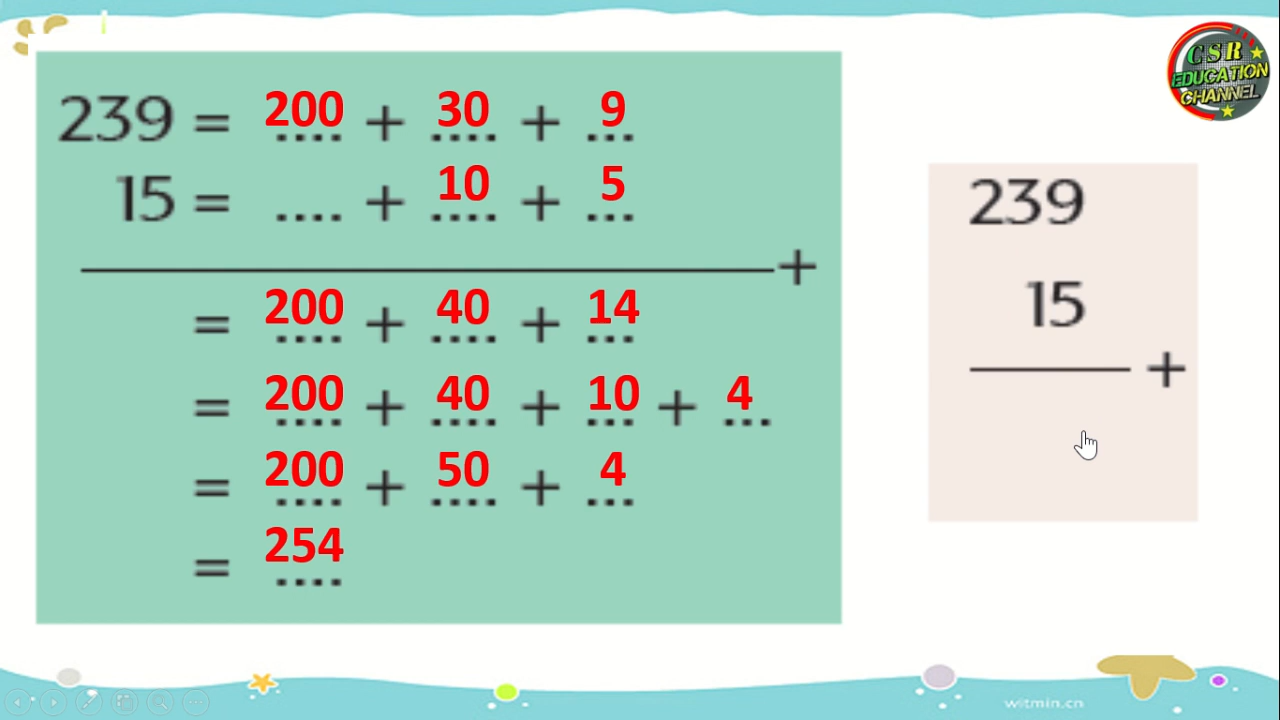 CSR
EDUCATION
CHANNEL
239 = 200 + 30 + 9
15 = .... + 10 + 5
+
= 200 + 40 + 14
= 200 + 40 + 10 + 4
= 200 + 50 + 4
= 254
239
15
+
witmin.cn